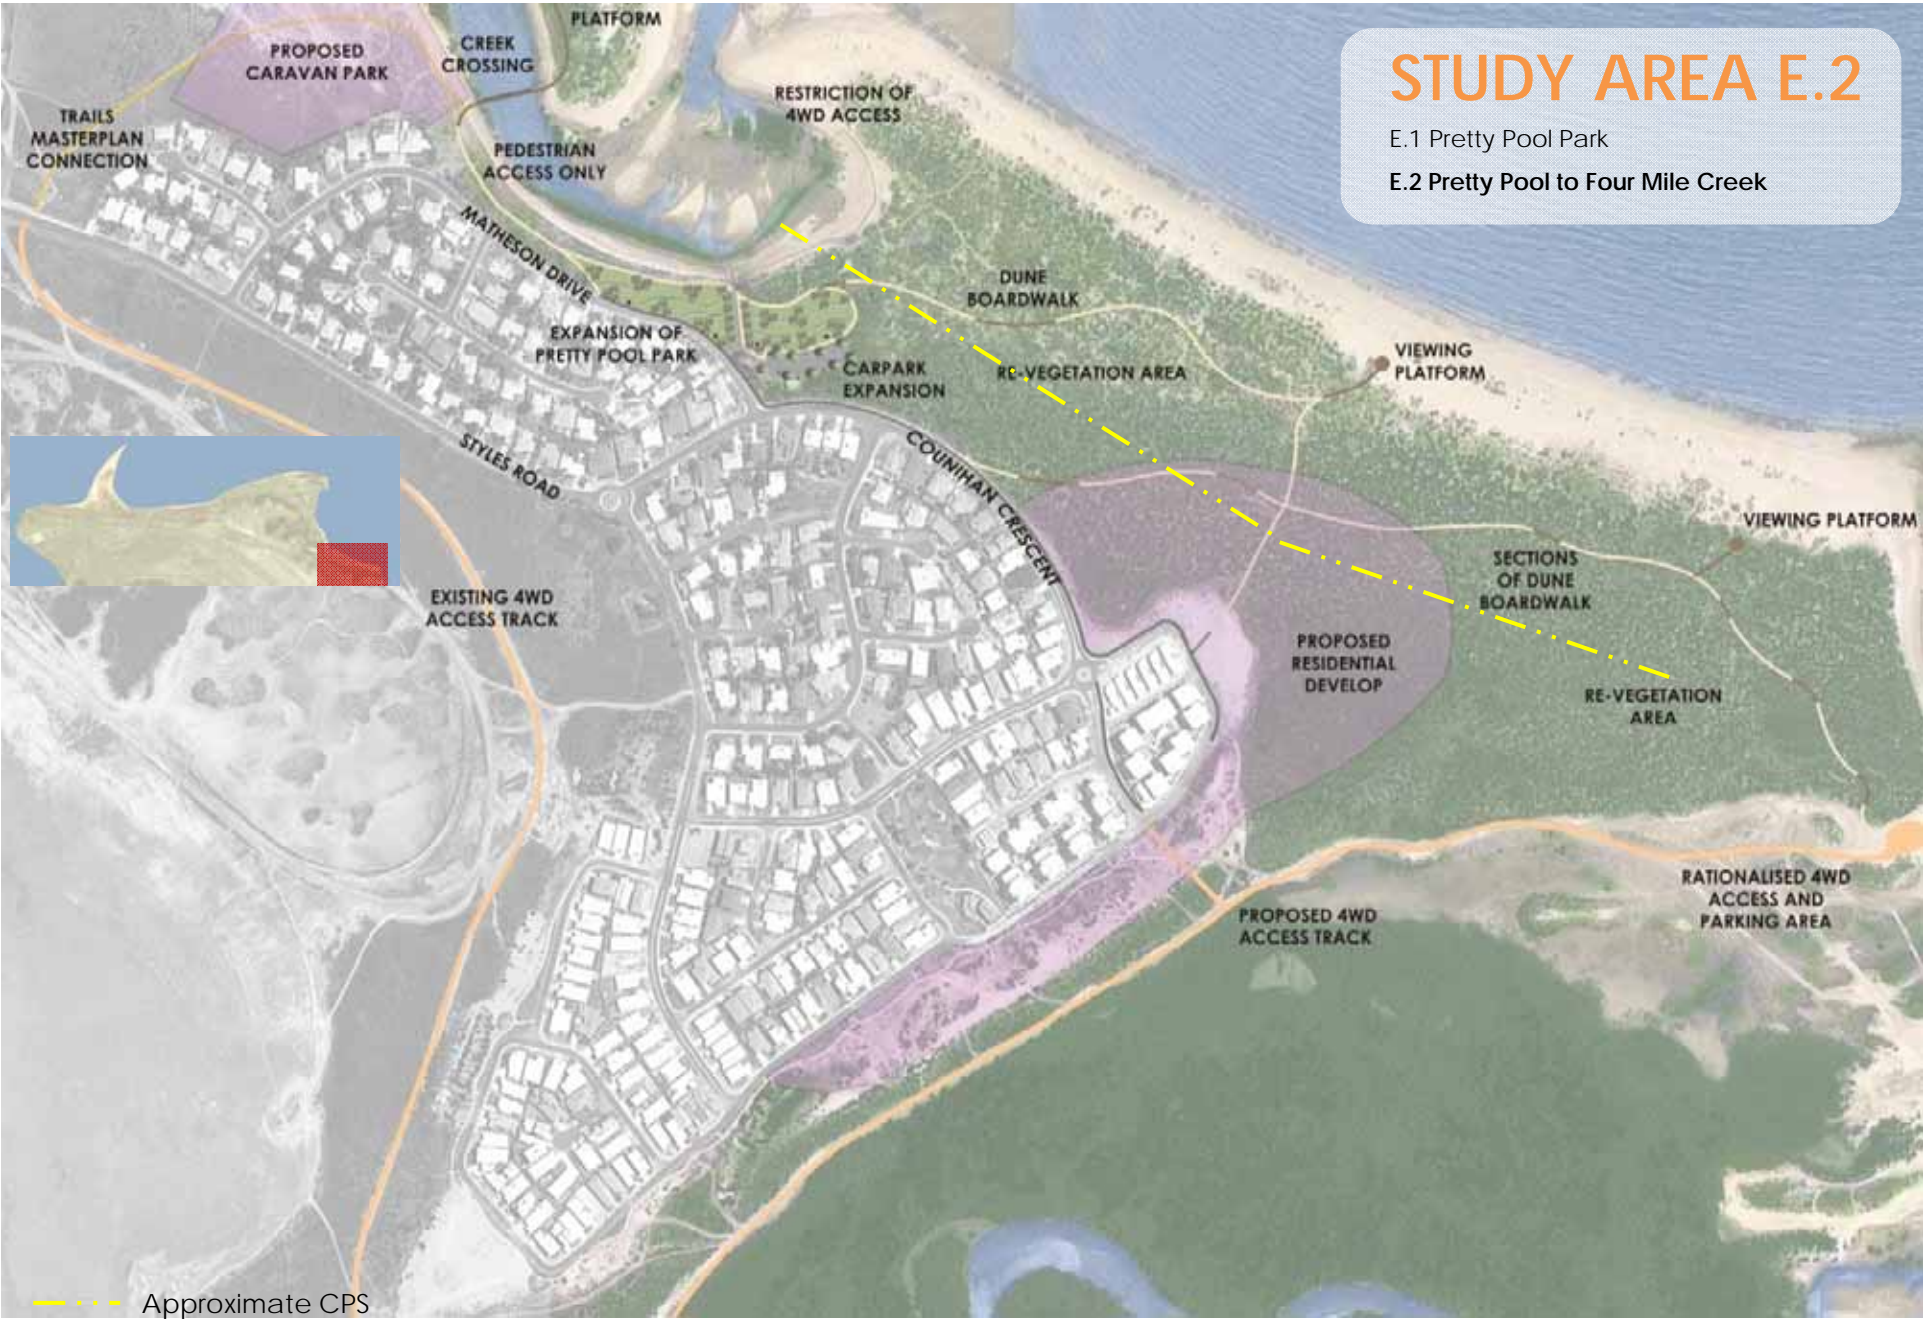 PLATFORM
PROPOSED
CARAVAN PARK
CREEK
CROSSING
STUDY AREA E.2
E.1 Pretty Pool Park
E.2 Pretty Pool to Four Mile Creek
RESTRICTION OF
4WD ACCESS
TRAILS
MASTERPLAN
CONNECTION
PEDESTRIAN
ACCESS ONLY
MATHESON DRIVE
DUNE
BOARDWALK
EXPANSION OF
PRETTY POOL PARK
CARPARK
EXPANSION
RE-VEGETATION AREA
VIEWING
PLATFORM
STYLES ROAD
COUNIHAN CRESCENT
VIEWING PLATFORM
SECTIONS
OF DUNE
BOARDWALK
EXISTING 4WD
ACCESS TRACK
PROPOSED
RESIDENTIAL
DEVELOP
RE-VEGETATION
AREA
RATIONALISED 4WD
ACCESS AND
PARKING AREA
PROPOSED 4WD
ACCESS TRACK
Approximate CPS